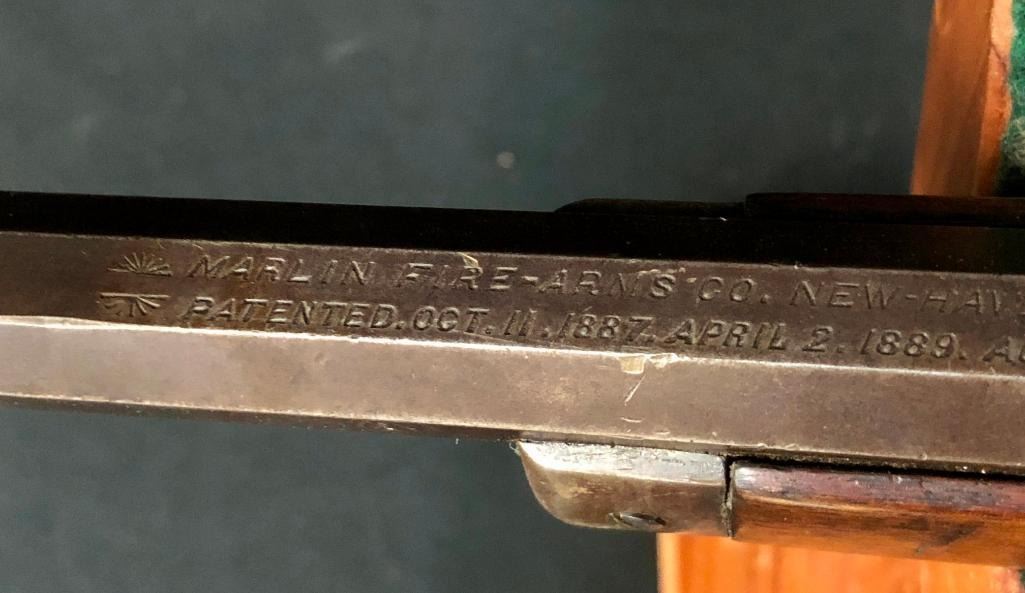 MARLIN FIRE-ARMS CO. NEW-HAV
PATENTED. OCT. 11. 1887. APRIL 2. 1889. A